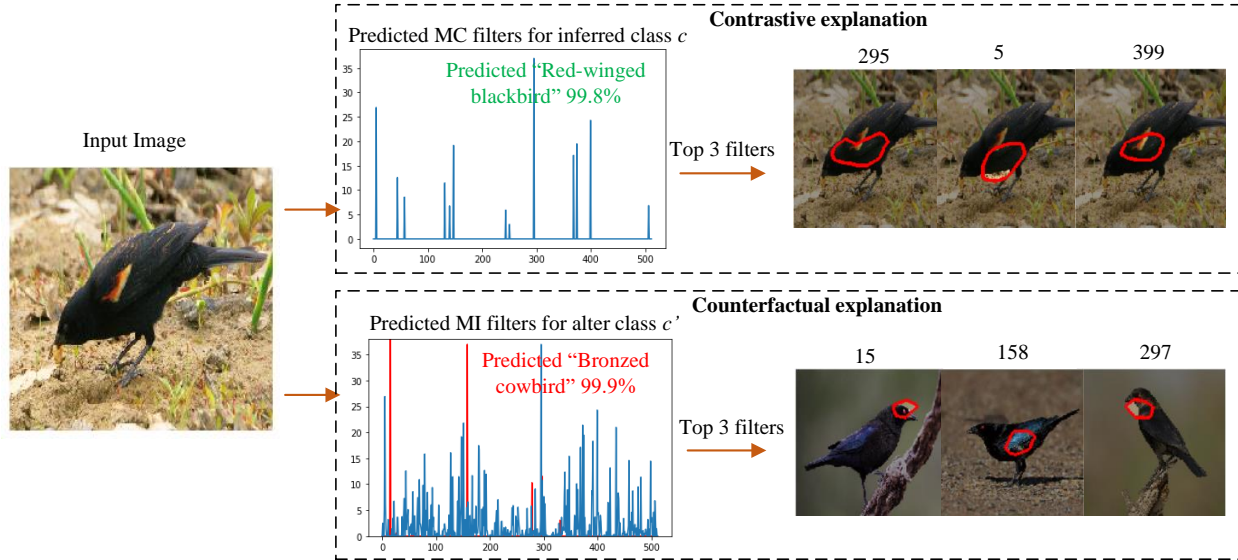 Contrastive explanation
Predicted MC filters for inferred class c
Predicted “Red-winged
blackbird” 99.8%
35
30
25
20
15
10
5
0
0 100 200 300 400 500
Input Image
Top 3 filters
295 5 399
Counterfactual explanation
Predicted MI filters for alter class c’
Predicted “Bronzed
cowbird” 99.9%
35
30
25
20
15
10
5
0
0 100 200 300 400 500
Top 3 filters
15 158 297